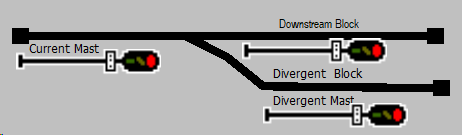 Downstream Block
Current Mast
Divergent Block
Divergent Mast